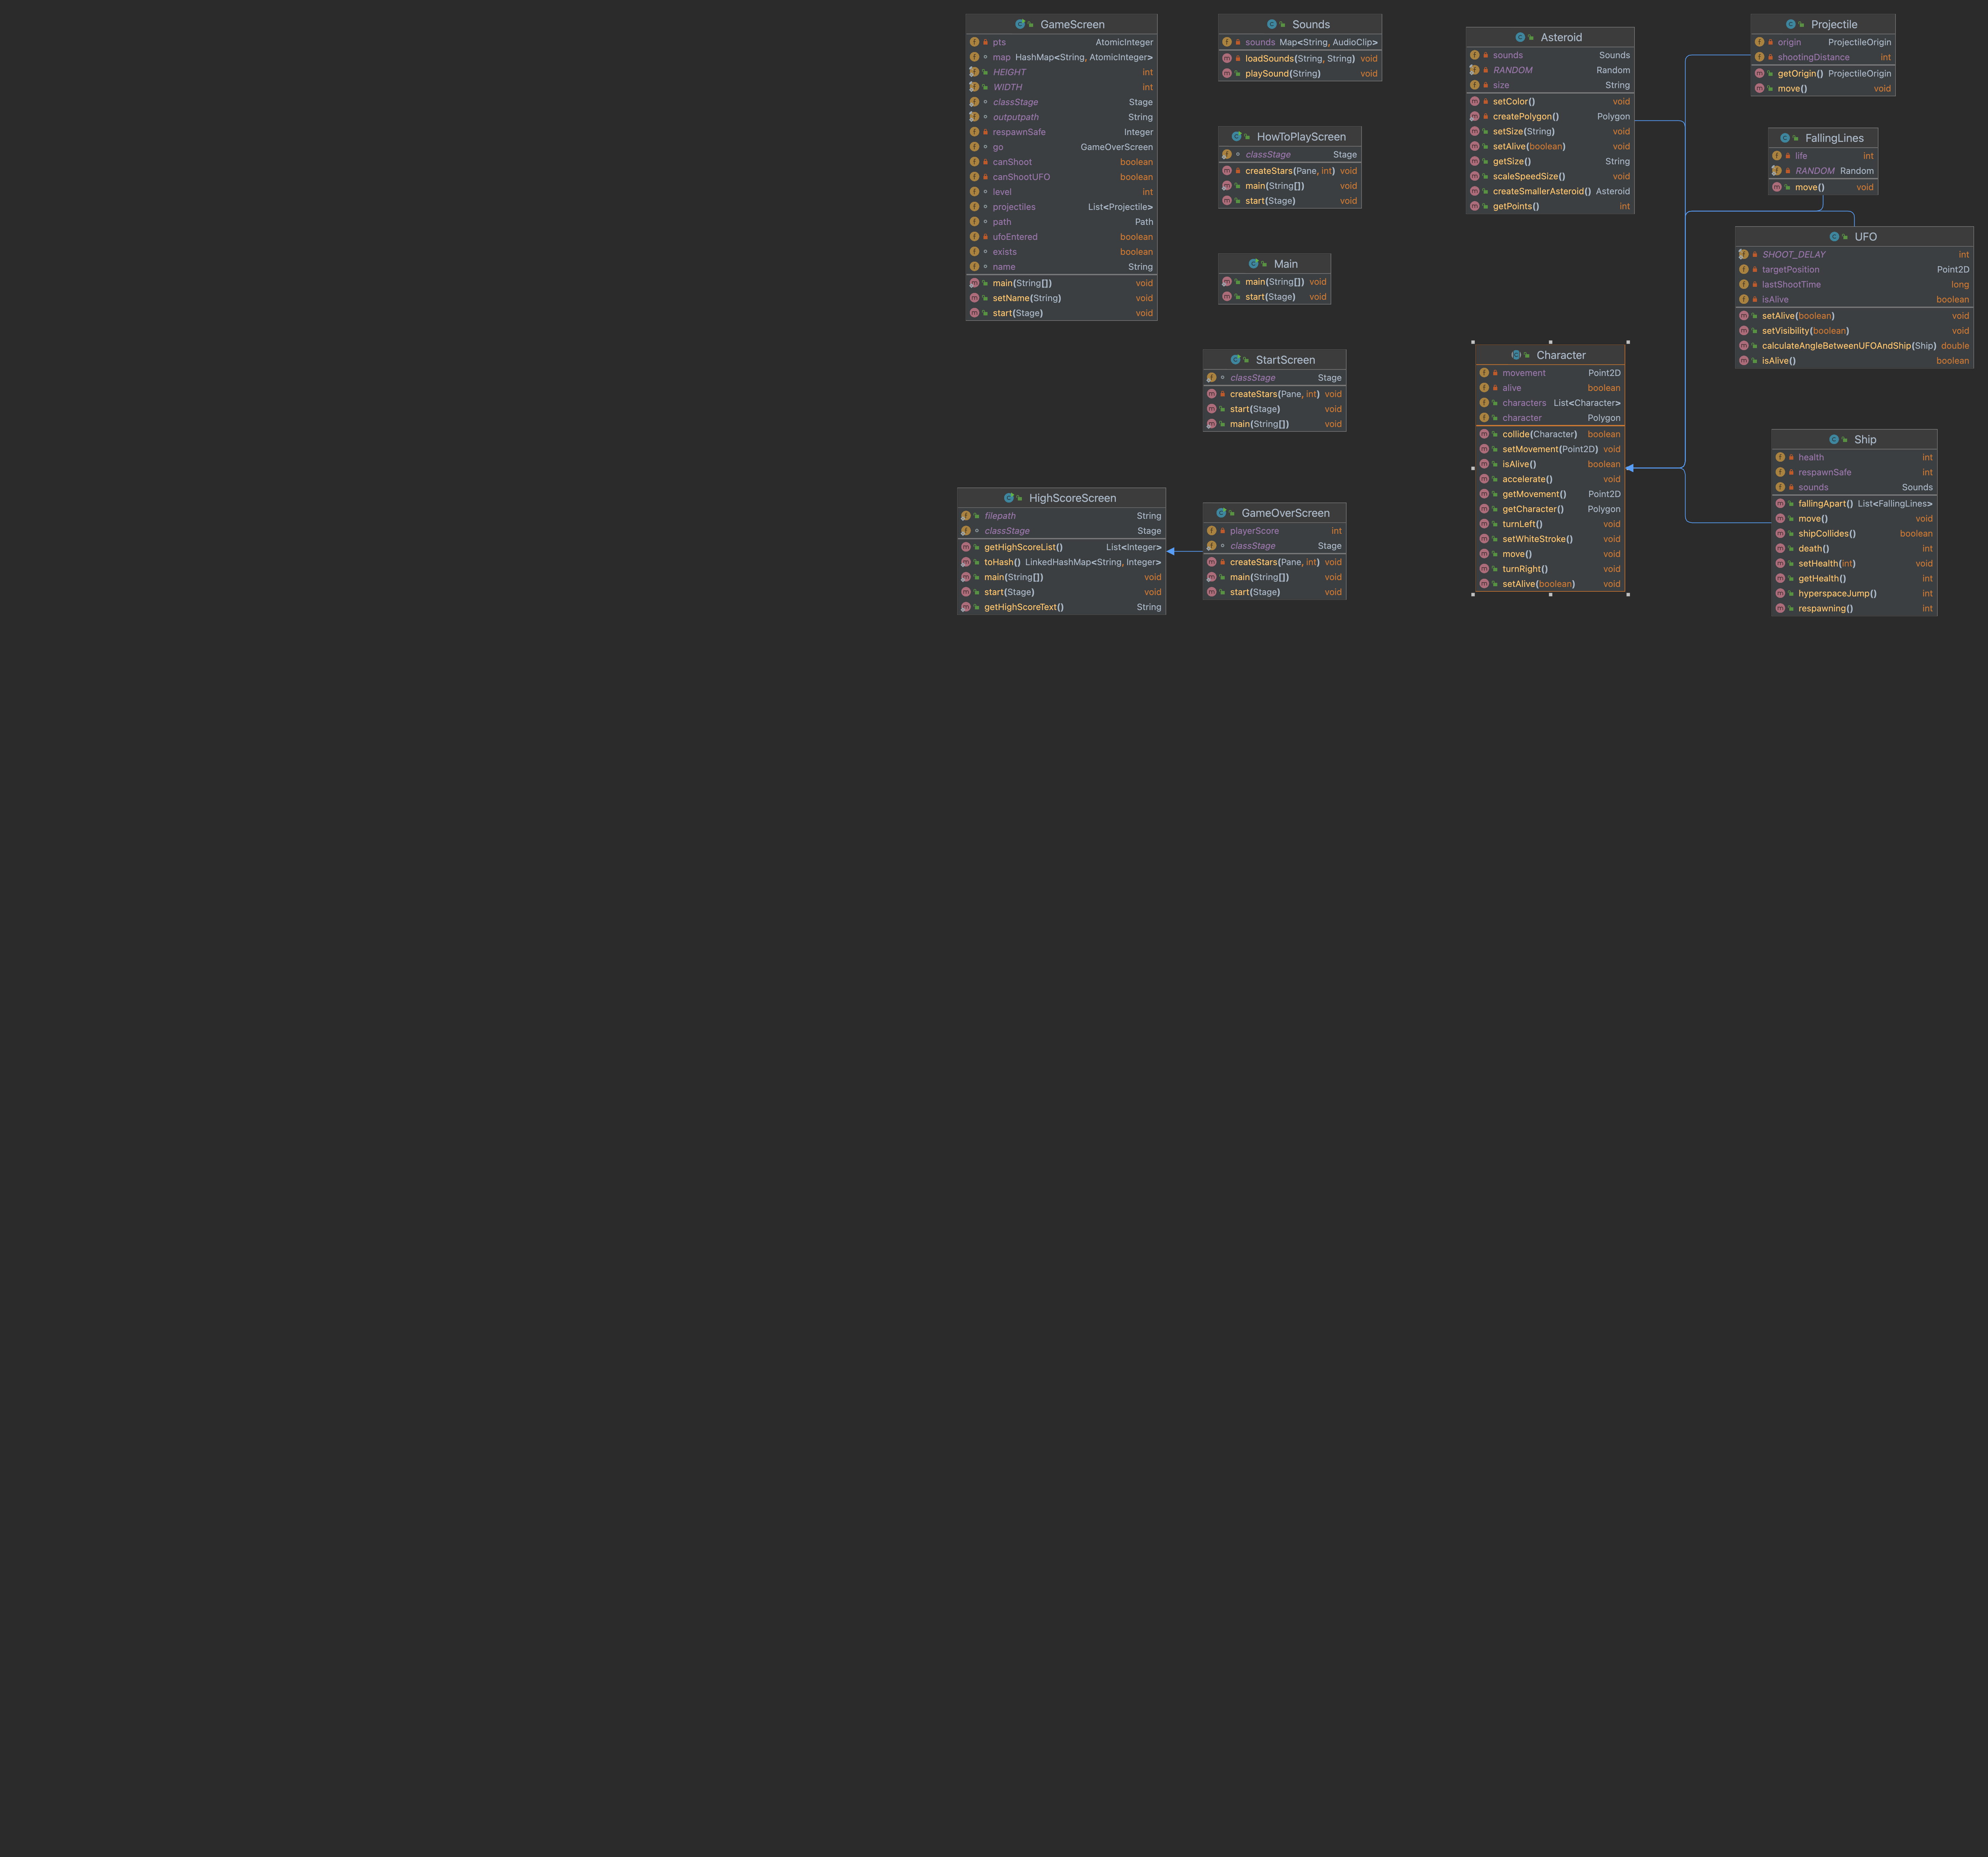 GameScreen
pts AtomicInteger
map HashMap<String, AtomicInteger>
HEIGHT int
WIDTH int
classStage Stage
outputpath String
respawnSafe Integer
go GameOverScreen
canShoot boolean
canShootUFO boolean
level int
projectiles List<Projectile>
path Path
ufoEntered boolean
exists boolean
name String
main(String[]) void
setName(String) void
start(Stage) void
Sounds
sounds Map<String, AudioClip>
loadSounds(String, String) void
playSound(String) void
HowToPlayScreen
classStage Stage
createStars(Pane, int) void
main(String[]) void
start(Stage) void
Main
main(String[]) void
start(Stage) void
StartScreen
classStage Stage
createStars(Pane, int) void
start(Stage) void
main(String[]) void
HighScoreScreen
filepath String
classStage Stage
getHighScoreList() List<Integer>
toHash() LinkedHashMap<String, Integer>
main(String[]) void
start(Stage) void
getHighScoreText() String
GameOverScreen
playerScore int
classStage Stage
createStars(Pane, int) void
main(String[]) void
start(Stage) void
Asteroid
sounds Sounds
RANDOM Random
size String
setColor() void
createPolygon() Polygon
setSize(String) void
setAlive(boolean) void
getSize() String
scaleSpeedSize() void
createSmallerAsteroid() Asteroid
getPoints() int
Character
movement Point2D
alive boolean
characters List<Character>
character Polygon
collide(Character) boolean
setMovement(Point2D) void
isAlive() boolean
accelerate() void
getMovement() Point2D
getCharacter() Polygon
turnLeft() void
setWhiteStroke() void
move() void
turnRight() void
setAlive(boolean) void
Projectile
origin ProjectileOrigin
shootingDistance int
getOrigin() ProjectileOrigin
move() void
FallingLines
life int
RANDOM Random
move() void
UFO
SHOOT_DELAY int
targetPosition Point2D
lastShootTime long
isAlive boolean
setAlive(boolean) void
setVisibility(boolean) void
calculateAngleBetweenUFOAndShip(Ship) double
isAlive() boolean
Ship
health int
respawnSafe int
sounds Sounds
fallingApart() List<FallingLines>
move() void
shipCollides() boolean
death() int
setHealth(int) void
getHealth() int
hyperspaceJump() int
respawning() int